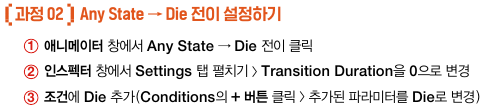 [과정 02] Any State → Die 전이 설정하기
① 애니메이터 창에서 Any State → Die 전이 클릭
② 인스펙터 창에서 Settings 탭 펼치기 > Transition Duration을 0으로 변경
③ 조건에 Die 추가(Conditions의 + 버튼 클릭 > 추가된 파라미터를 Die로 변경)